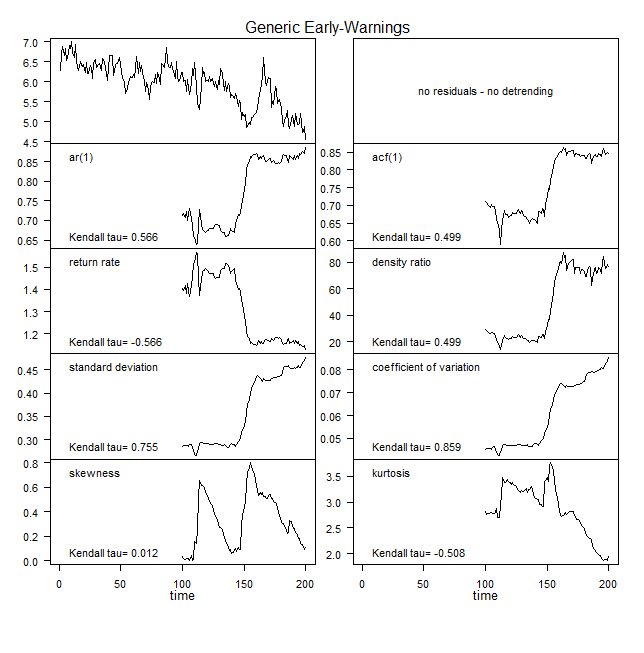 Generic Early-Warnings
7.0
6.5
6.0
5.5
5.0
4.5
no residuals - no detrending
ar(1)
0.85
0.80
0.75
0.70
0.65
Kendall tau= 0.566
acf(1)
0.85
0.80
0.75
0.70
0.65
0.60
Kendall tau= 0.499
return rate
1.5
1.4
1.3
1.2
Kendall tau= -0.566
density ratio
80
60
40
20
Kendall tau= 0.499
standard deviation
0.45
0.40
0.35
0.30
Kendall tau= 0.755
coefficient of variation
0.08
0.07
0.06
0.05
Kendall tau= 0.859
skewness
0.8
0.6
0.4
0.2
0.0
Kendall tau= 0.012
0 50 100 150 200
time
kurtosis
3.5
3.0
2.5
2.0
Kendall tau= -0.508
0 50 100 150 200
time